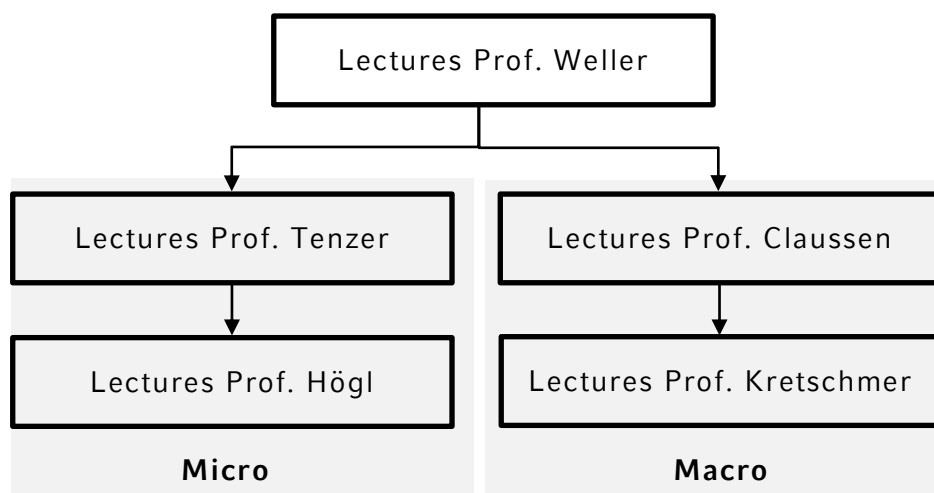 Lectures Prof. Weller
Lectures Prof. Tenzer
Lectures Prof. Claussen
Lectures Prof. Högl
Lectures Prof. Kretschmer
Micro
Macro